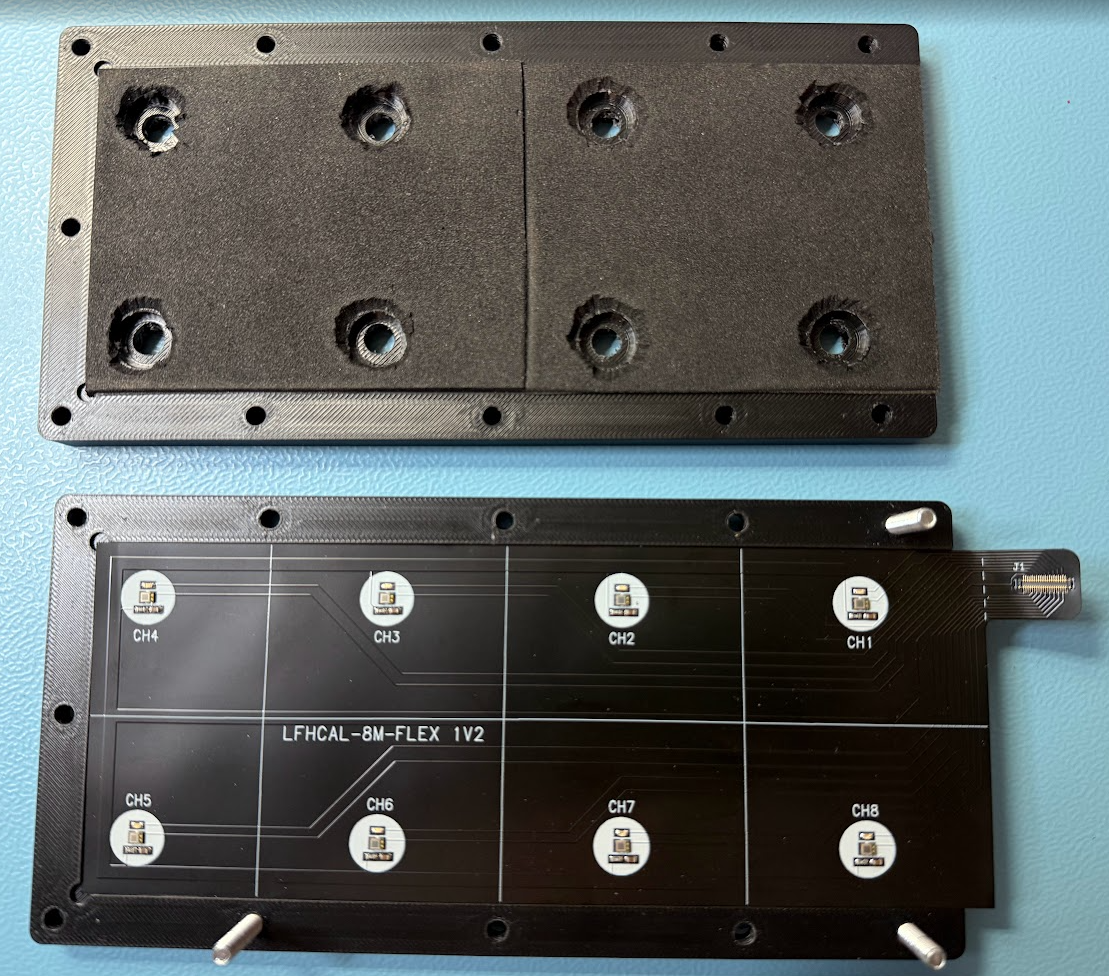 J1
CH4
CH3
CH2
CH1
LFHCAL-8M-FLEX 1V2
CH5
CH6
CH7
CH8